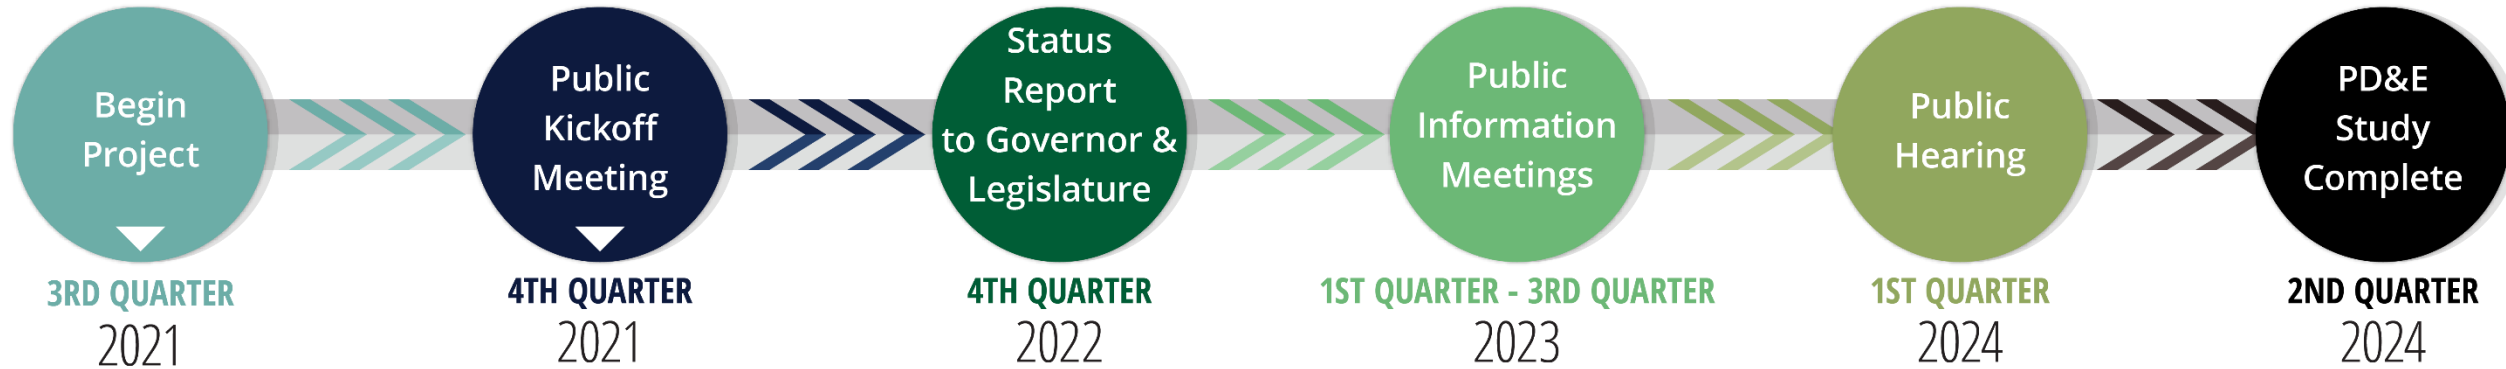 Begin
Project
3RD QUARTER
2021
Public
Kickoff
Meeting
4TH QUARTER
2021
Status
Report
to Governor &
Legislature
4TH QUARTER
2022
Public
Information
Meetings
1ST QUARTER - 3RD QUARTER
2023
Public
Hearing
1ST QUARTER
2024
PD&E
Study
Complete
2ND QUARTER
2024